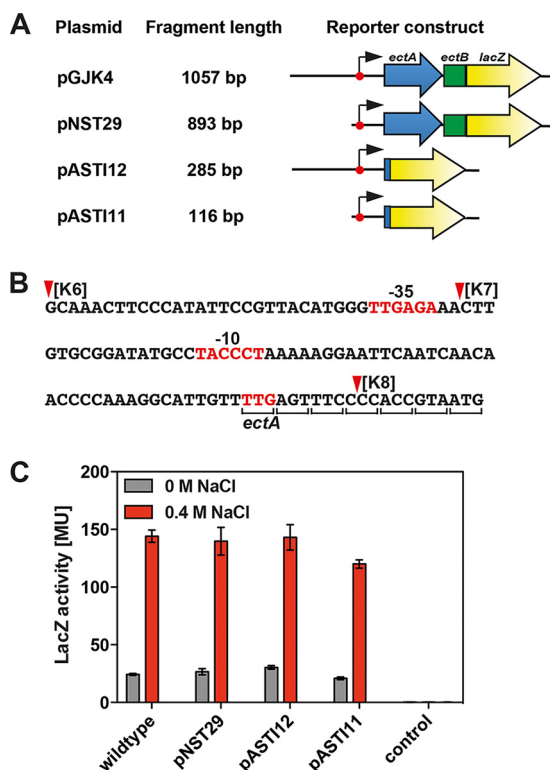 A
Plasmid Fragment length Reporter construct
ectA ectB lacZ
pGJK4 1057 bp
pNST29 893 bp
pASTI12 285 bp
pASTI11 116 bp
B
[K6] -35 [K7]
GCAAACTTCCCATATTCCGTTACATGGGTTGAGAAACTT
-10
GTGCGGATATGCCTACCCTAAAAAGGAATTCAATCAACA
[K8]
ACCCCAAAGGCATTGTTTTTGAGTTTCCCCACCGTAATG
ectA
C
LacZ activity [MU]
200
150
100
50
0
0 M NaCl
0.4 M NaCl
wildtype pNST29 pASTI12 pASTI11 control